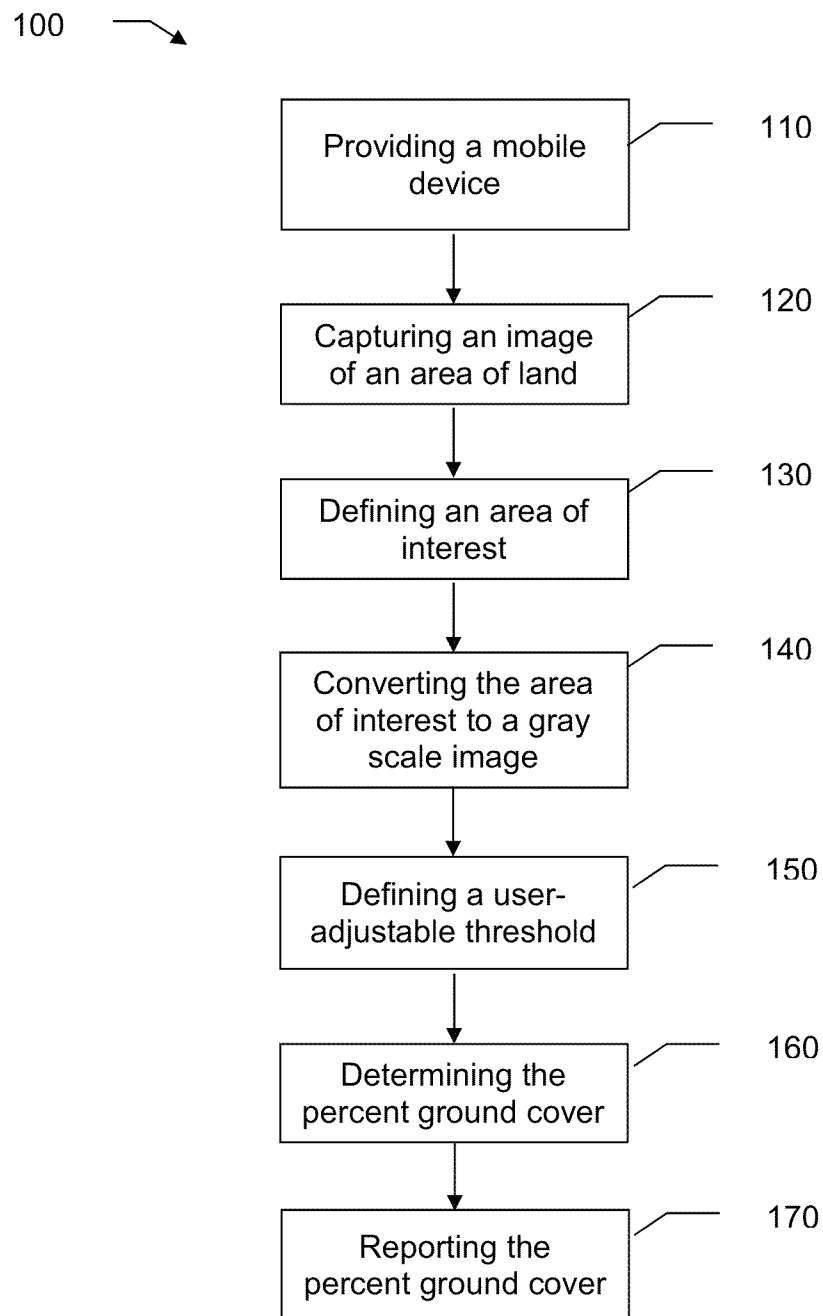 100
110
Providing a mobile
device
120
Capturing an image
of an area of land
130
Defining an area of
interest
140
Converting the area
of interest to a gray
scale image
150
Defining a user-
adjustable threshold
160
Determining the
percent ground cover
170
Reporting the
percent ground cover